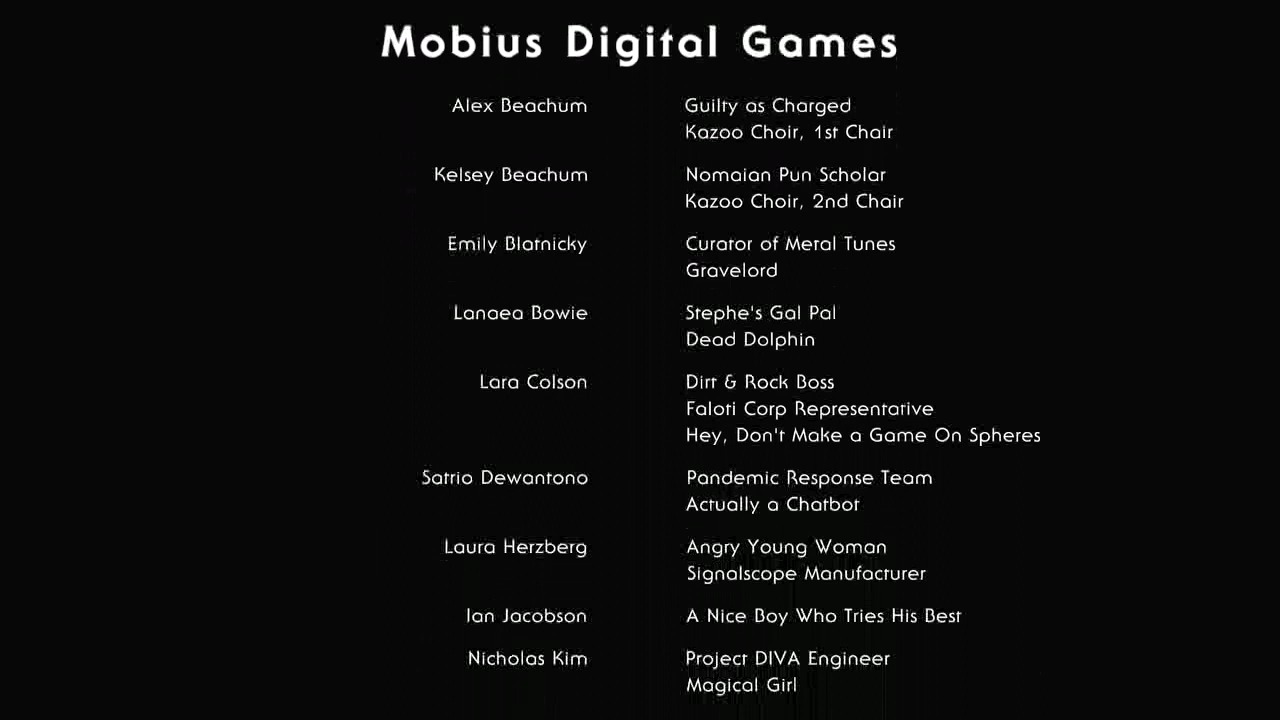 Mobius Digital Games
Alex Beachum Guilty as Charged
Kazoo Choir, 1st Chair
Kelsey Beachum Nomaian Pun Scholar
Kazoo Choir, 2nd Chair
Emily Blatnicky Curator of Metal Tunes
Gravelord
Lanaea Bowie Stephe's Gal Pal
Dead Dolphin
Lara Colson Dirt & Rock Boss
Faloti Corp Representative
Hey, Don't Make a Game On Spheres
Satrio Dewantono Pandemic Response Team
Actually a Chatbot
Laura Herzberg Angry Young Woman
Signalscope Manufacturer
Ian Jacobson A Nice Boy Who Tries His Best
Nicholas Kim Project DIVA Engineer
Magical Girl